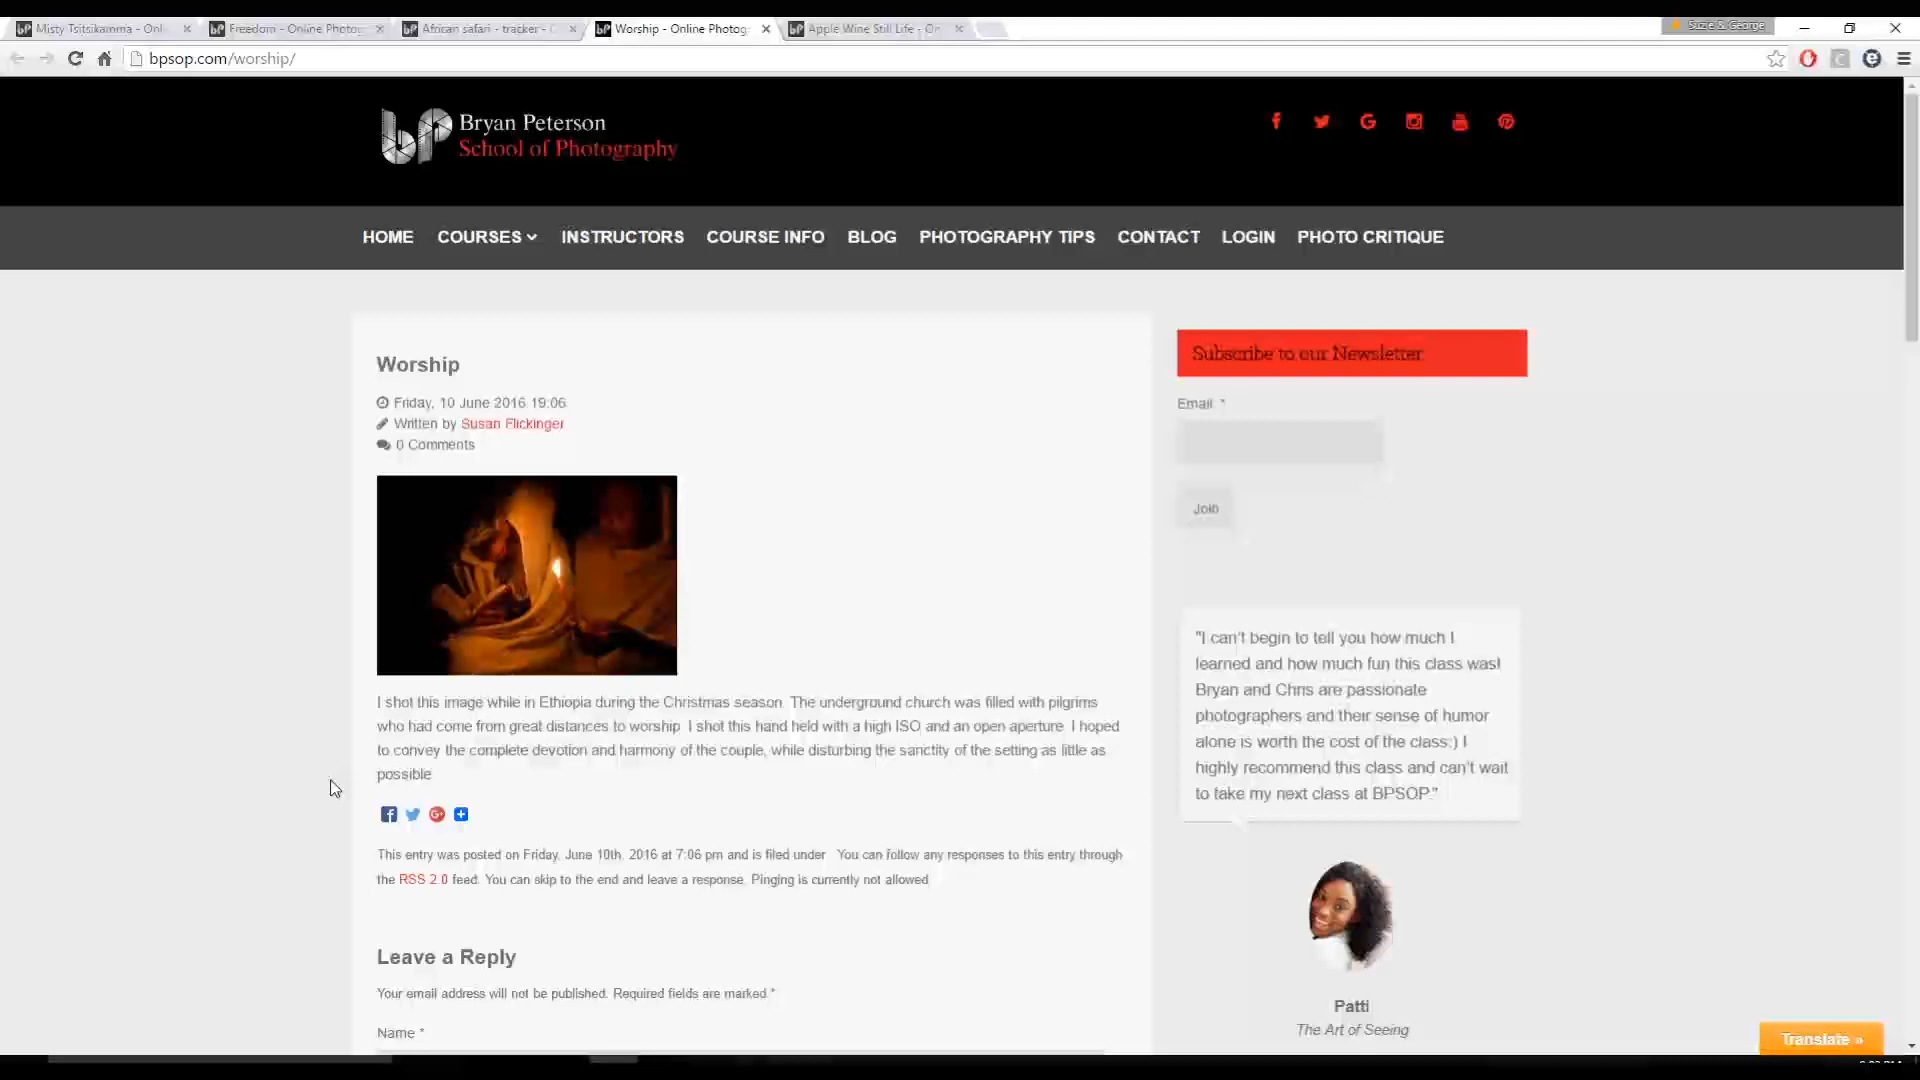 Misty Tsitsikamma - Onl
Freedom - Online Photog
African safari - tracker -
Worship - Online Photog
Apple Wine Still Life - On
Suzie & George
bpsop.com/worship/
bp
Bryan Peterson
School of Photography
HOME
COURSES
INSTRUCTORS
COURSE INFO
BLOG
PHOTOGRAPHY TIPS
CONTACT
LOGIN
PHOTO CRITIQUE
Worship
Friday, 10 June 2016 19:06
Written by Susan Flickinger
0 Comments
I shot this image while in Ethiopia during the Christmas season. The underground church was filled with pilgrims
who had come from great distances to worship. I shot this hand held with a high ISO and an open aperture. I hoped
to convey the complete devotion and harmony of the couple, while disturbing the sanctity of the setting as little as
possible
This entry was posted on Friday, June 10th, 2016 at 7:06 pm and is filed under . You can follow any responses to this entry through
the RSS 2.0 feed. You can skip to the end and leave a response. Pinging is currently not allowed.
Leave a Reply
Your email address will not be published. Required fields are marked *
Name *
Subscribe to our Newsletter
Email *
Join
"I can't begin to tell you how much I
learned and how much fun this class was!
Bryan and Chris are passionate
photographers and their sense of humor
alone is worth the cost of the class:) I
highly recommend this class and can't wait
to take my next class at BPSOP."
Patti
The Art of Seeing
Translate »